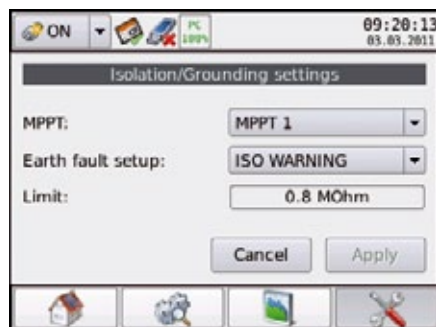 ON
PC
100%
09:20:13
03.03.2011
Isolation/Grounding settings
MPPT: MPPT 1
Earth fault setup: ISO WARNING
Limit: 0.8 MOhm
Cancel Apply